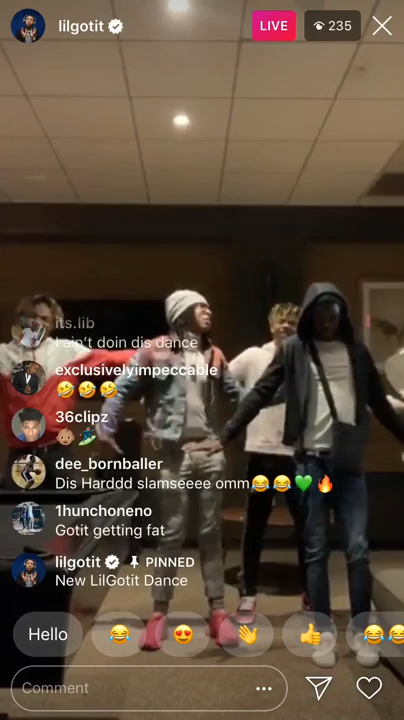 lilgotit
LIVE
235
its.lib
I ain't doin dis dance
exclusivelyimpeccable
🤣🤣🤣
36clipz
dee_bornballer
Dis Harddd slamseeee omm😂😂💚🔥
1hunchoneno
Gotit getting fat
lilgotit PINNED
New LilGotit Dance
Hello
Comment